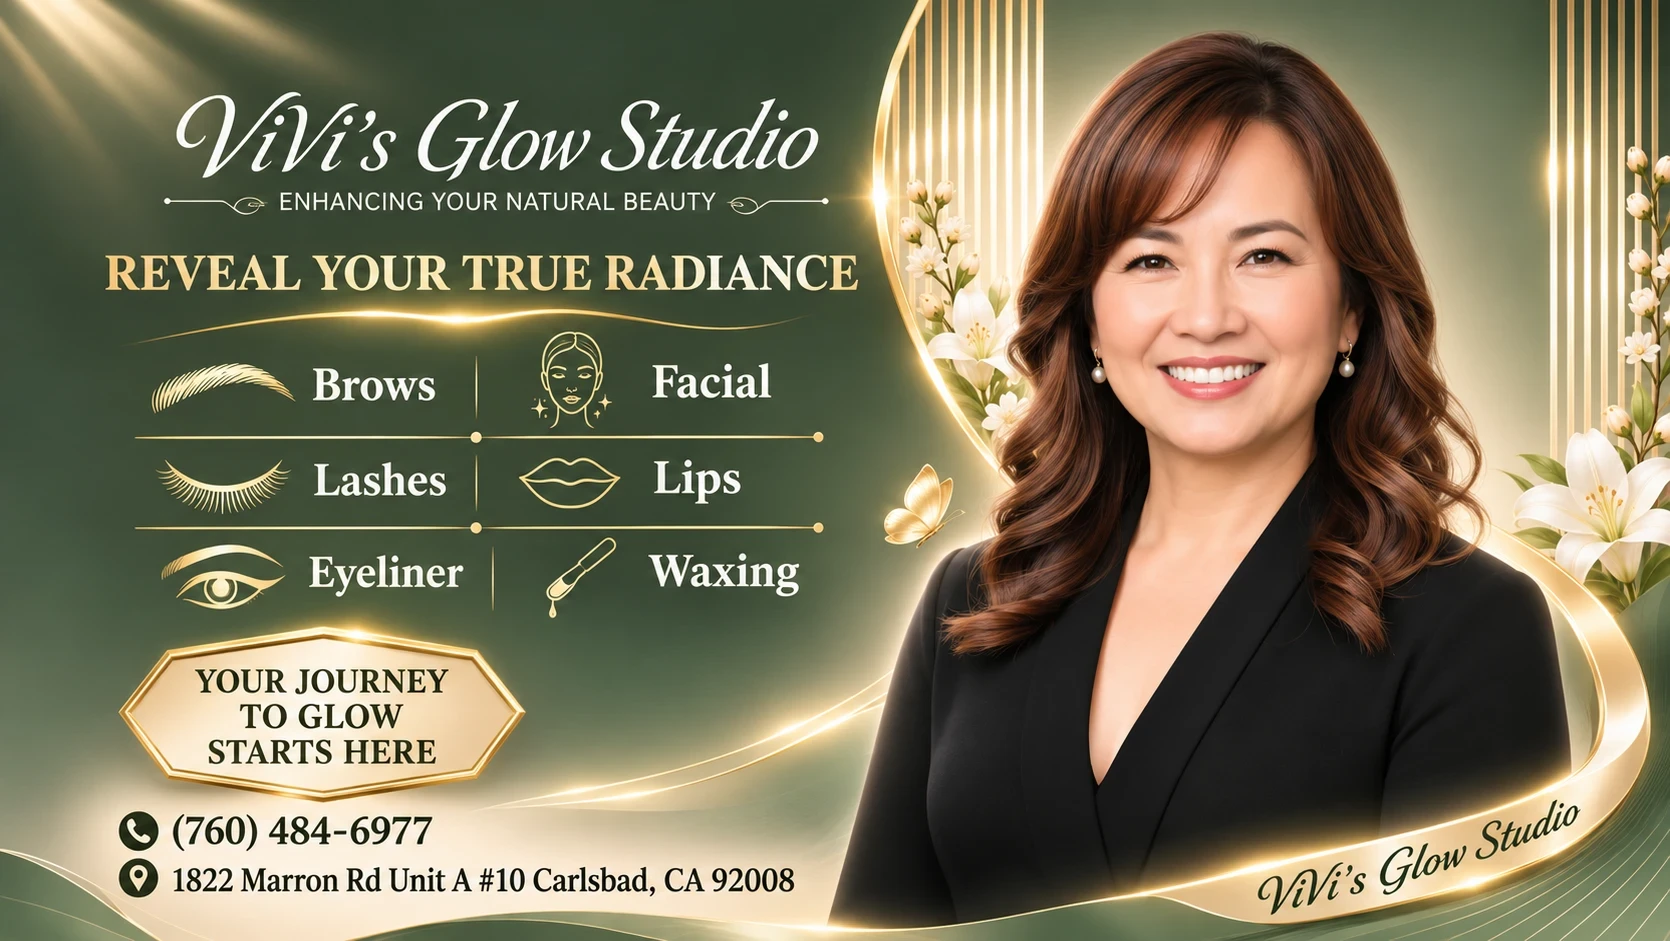 ViVi's Glow Studio
ENHANCING YOUR NATURAL BEAUTY
REVEAL YOUR TRUE RADIANCE
Brows
Facial
Lashes
Lips
Eyeliner
Waxing
YOUR JOURNEY
TO GLOW
STARTS HERE
(760) 484-6977
1822 Marron Rd Unit A #10 Carlsbad, CA 92008
ViVi's Glow Studio